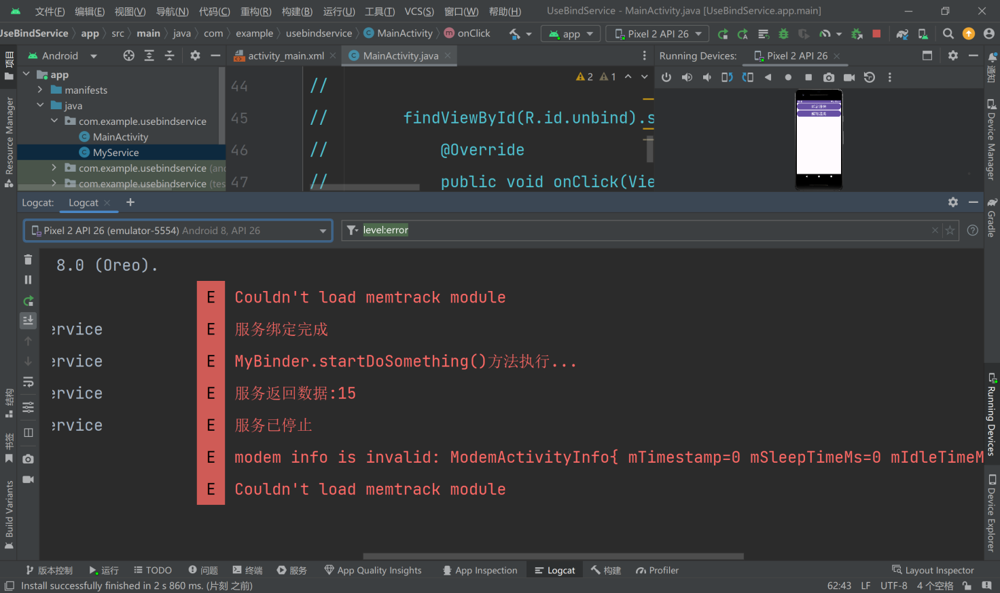 文件(F) 编辑(E) 视图(V) 导航(N) 代码(C) 重构(R) 构建(B) 运行(U) 工具(T) VCS(S) 窗口(W) 帮助(H) UseBindService - MainActivity.java [UseBindService.app.main]
UseBindService app src main java com example usebindservice MainActivity onClick app Pixel 2 API 26
项目
Resource Manager
结构
书签
Build Variants
Android
app
manifests
java
com.example.usebindservice
MainActivity
MyService
com.example.usebindservice (and
com.example.usebindservice (tes
activity_main.xml MainActivity.java
2 1
44 //
45 // findViewById(R.id.unbind).s
46 // @Override
47 // public void onClick(Vie
Running Devices: Pixel 2 API 26
通知
Device Manager
Gradle
Running Devices
Device Explorer
Logcat: Logcat
Pixel 2 API 26 (emulator-5554) Android 8, API 26
level:error
8.0 (Oreo).
E Couldn't load memtrack module
ervice E 服务绑定完成
ervice E MyBinder.startDoSomething()方法执行...
ervice E 服务返回数据:15
ervice E 服务已停止
E modem info is invalid: ModemActivityInfo{ mTimestamp=0 mSleepTimeMs=0 mIdleTimeM
E Couldn't load memtrack module
版本控制 运行 TODO 问题 终端 服务 App Quality Insights App Inspection Logcat 构建 Profiler Layout Inspector
Install successfully finished in 2 s 860 ms. (片刻 之前) 62:43 LF UTF-8 4 个空格